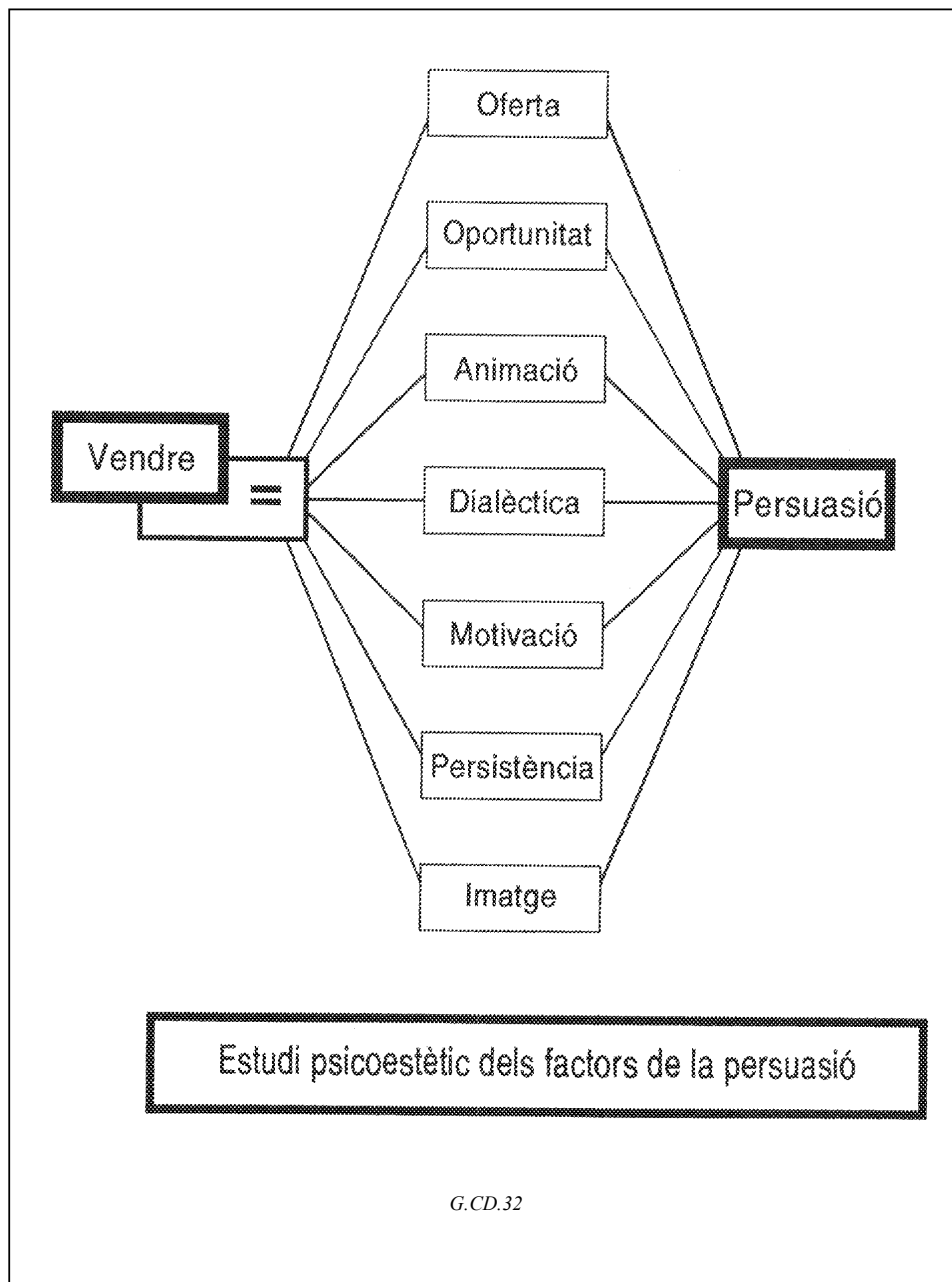 Oferta
Oportunitat
Animació
Vendre
=
Dialèctica
Persuasió
Motivació
Persistència
Imatge
Estudi psicoestètic dels factors de la persuasió
G.CD.32